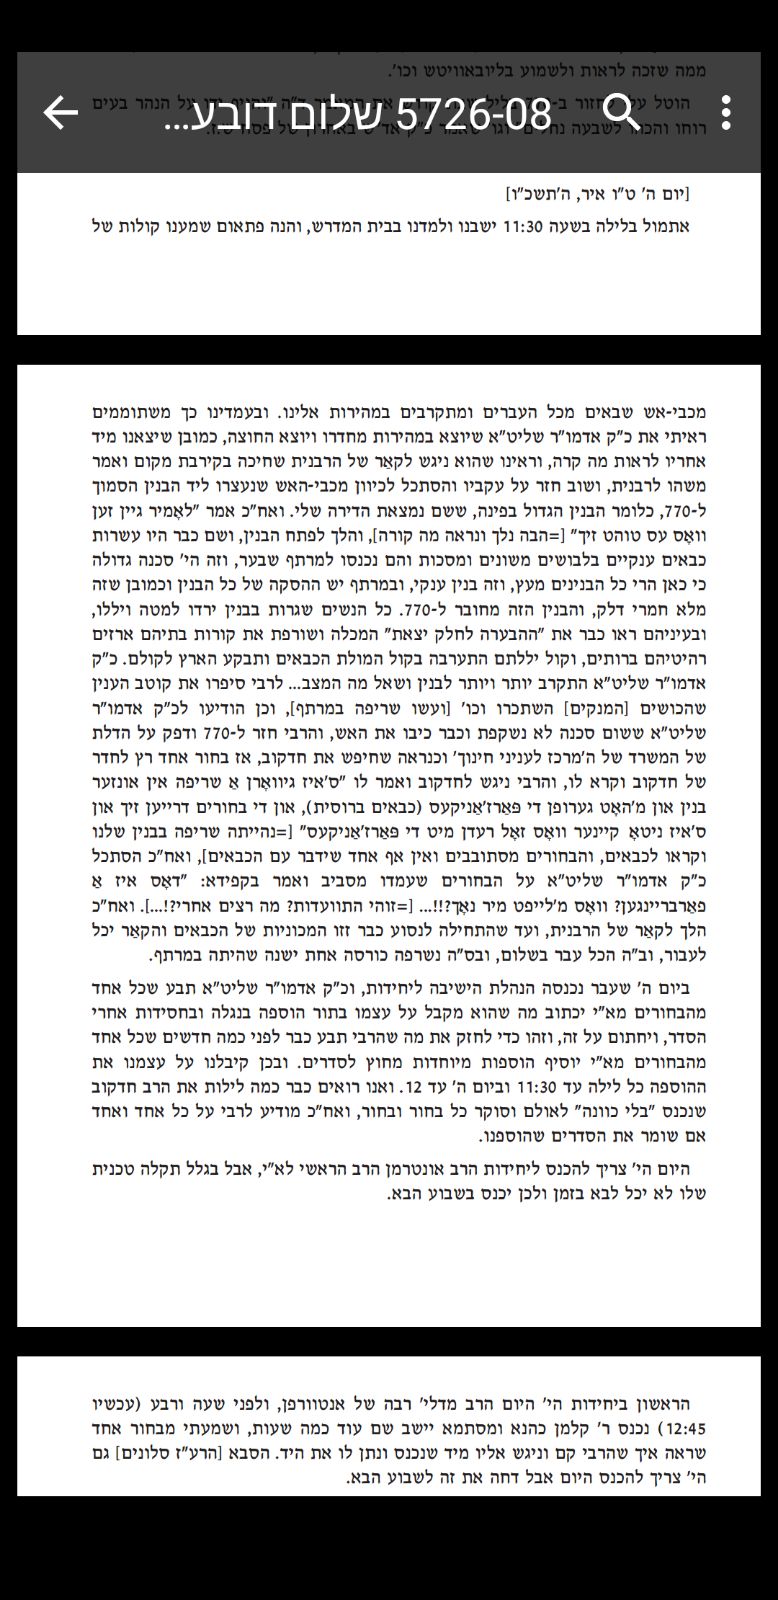 ממה שזכה לראות ולשמוע בליובאוויטש וכו'.
5726-08 שלום דובע...
[יום ה' ט"ו איר, ה'תשכ"ו]
אתמול בלילה בשעה 11:30 ישבנו ולמדנו בבית המדרש, והנה פתאום שמענו קולות של
מכבי-אש שבאים מכל העברים ומתקרבים במהירות אלינו. ובעמדינו כך משתוממים
ראיתי את כ"ק אדמו"ר שליט"א שיוצא במהירות מחדרו ויוצא החוצה, כמובן שיצאנו מיד
אחריו לראות מה קרה, וראינו שהוא ניגש לקאַר של הרבנית שחיכה בקירבת מקום ואמר
משהו לרבנית, ושוב חזר על עקביו והסתכל לכיוון מכבי-האש שנעצרו ליד הבנין הסמוך
ל-770, כלומר הבנין הגדול בפינה, ששם נמצאת הדירה שלי. ואח"כ אמר "לאָמיר גיין זען
וואָס עס טוהט זיך" [=הבה נלך ונראה מה קורה], והלך לפתח הבנין, ושם כבר היו עשרות
כבאים ענקיים בלבושים משונים ומסכות והם נכנסו למרתף שבער, וזה הי' סכנה גדולה
כי כאן הרי כל הבנינים מעץ, וזה בנין ענקי, ובמרתף יש ההסקה של כל הבנין וכמובן שזה
מלא חמרי דלק, והבנין הזה מחובר ל-770. כל הנשים שגרות בבנין ירדו למטה ויללו,
ובעיניהם ראו כבר את "ההבערה לחלק יצאת" המכלה ושורפת את קורות בתיהם ארזים
רהיטיהם ברותים, וקול יללתם התערבה בקול המולת הכבאים ותבקע הארץ לקולם. כ"ק
אדמו"ר שליט"א התקרב יותר ויותר לבנין ושאל מה המצב... לרבי סיפרו את קוטב הענין
שהכושים [המנקים] השתכרו וכו' [ועשו שריפה במרתף], וכן הודיעו לכ"ק אדמו"ר
שליט"א ששום סכנה לא נשקפת וכבר כיבו את האש, והרבי חזר ל-770 ודפק על הדלת
של המשרד של ה'מרכז לעניני חינוך' וכנראה שחיפש את חדקוב, אז בחור אחד רץ לחדר
של חדקוב וקרא לו, והרבי ניגש לחדקוב ואמר לו "ס'איז געוואָרן אַ שריפה אין אונזער
בנין און מ'האָט גערופן די פּאַרזשאַניקעס (כבאים ברוסית), און די בחורים דרייען זיך און
ס'איז ניטאָ קיינער וואָס זאָל רעדן מיט די פּאַרזשאַניקעס" [=נהייתה שריפה בבנין שלנו
וקראו לכבאים, והבחורים מסתובבים ואין אף אחד שידבר עם הכבאים], ואח"כ הסתכל
כ"ק אדמו"ר שליט"א על הבחורים שעמדו מסביב ואמר בקפידא: "דאָס איז אַ
פאַרבריינגען? וואָס מ'לייפט מיר נאָך?!!... [=זוהי התוועדות? מה רצים אחרי?!...]. ואח"כ
הלך לקאַר של הרבנית, ועד שהתחילה לנסוע כבר זזו המכוניות של הכבאים והקאַר יכל
לעבור, וב"ה הכל עבר בשלום, ובס"ה נשרפה כורסה אחת ישנה שהיתה במרתף.
ביום ה' שעבר נכנסה הנהלת הישיבה ליחידות, וכ"ק אדמו"ר שליט"א תבע שכל אחד
מהבחורים מא"י יכתוב מה שהוא מקבל על עצמו בתור הוספה בנגלה ובחסידות אחרי
הסדר, ויחתום על זה, וזהו כדי לחזק את מה שהרבי תבע כבר לפני כמה חדשים שכל אחד
מהבחורים מא"י יוסיף הוספות מיוחדות מחוץ לסדרים. ובכן קיבלנו על עצמנו את
ההוספה כל לילה עד 11:30 וביום ה' עד 12. ואנו רואים כבר כמה לילות את הרב חדקוב
שנכנס "בלי כוונה" לאולם וסוקר כל בחור ובחור, ואח"כ מודיע לרבי על כל אחד ואחד
אם שומר את הסדרים שהוספנו.
היום הי' צריך להכנס ליחידות הרב אונטרמן הרב הראשי לא"י, אבל בגלל תקלה טכנית
שלו לא יכל לבא בזמן ולכן יכנס בשבוע הבא.
הראשון ביחידות הי' היום הרב מדלי' רבה של אנטוורפן, ולפני שעה ורבע (עכשיו
12:45) נכנס ר' קלמן כהנא ומסתמא יישב שם עוד כמה שעות, ושמעתי מבחור אחד
שראה איך שהרבי קם וניגש אליו מיד שנכנס ונתן לו את היד. הסבא [הרע"ז סלונים] גם
הי' צריך להכנס היום אבל דחה את זה לשבוע הבא.